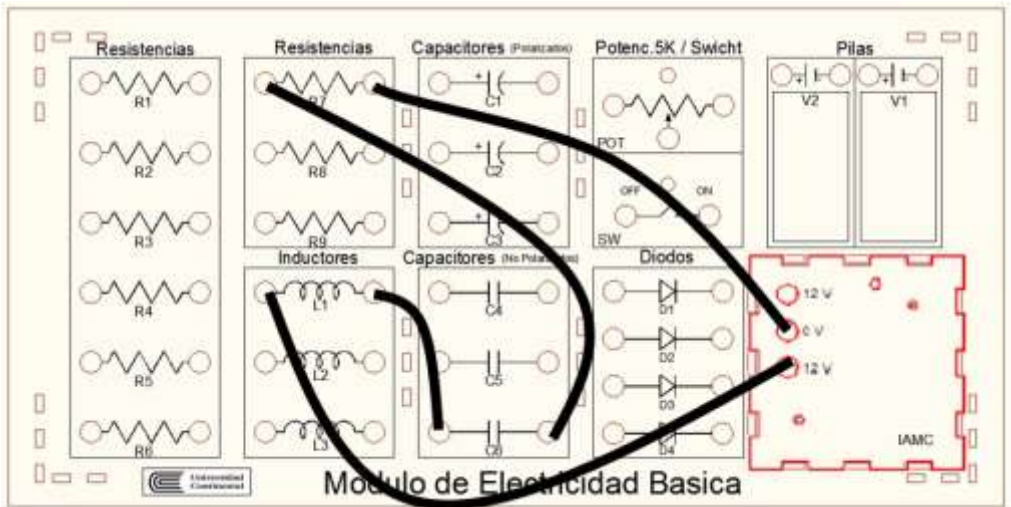 Resistencias
R1
R2
R3
R4
R5
R6
Resistencias
R7
R8
R9
Capacitores (Polarizados)
C1
C2
C3
Potenc.5K / Swicht
POT
OFF ON
SW
Pilas
V2 V1
Inductores
L1
L2
L3
Capacitores (No Polarizados)
C4
C5
C6
Diodos
D1
D2
D3
D4
12 V
0 V
12 V
IAMC
Universidad
Continental
Modulo de Electricidad Basica